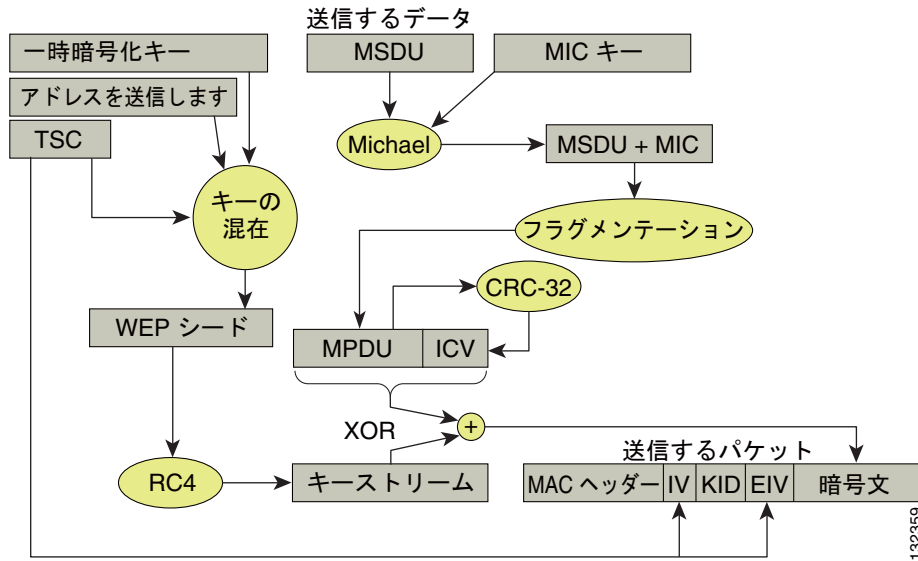 送信するデータ
一時暗号化キー
MSDU
MIC キー
アドレスを送信します
TSC
Michael
MSDU + MIC
キーの
混在
フラグメンテーション
CRC-32
WEP シード
MPDU
ICV
XOR
+
送信するパケット
RC4
キーストリーム
MAC ヘッダー
IV
KID
EIV
暗号文
132359